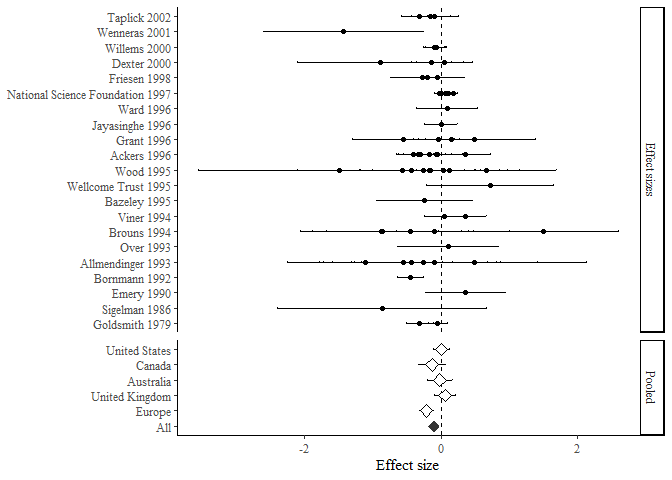 Taplick 2002
Wenneras 2001
Willems 2000
Dexter 2000
Friesen 1998
National Science Foundation 1997
Ward 1996
Jayasinghe 1996
Grant 1996
Ackers 1996
Wood 1995
Wellcome Trust 1995
Bazeley 1995
Viner 1994
Brouns 1994
Over 1993
Allmendinger 1993
Bornmann 1992
Emery 1990
Sigelman 1986
Goldsmith 1979
Effect sizes
United States
Canada
Australia
United Kingdom
Europe
All
Pooled
-2 0 2
Effect size